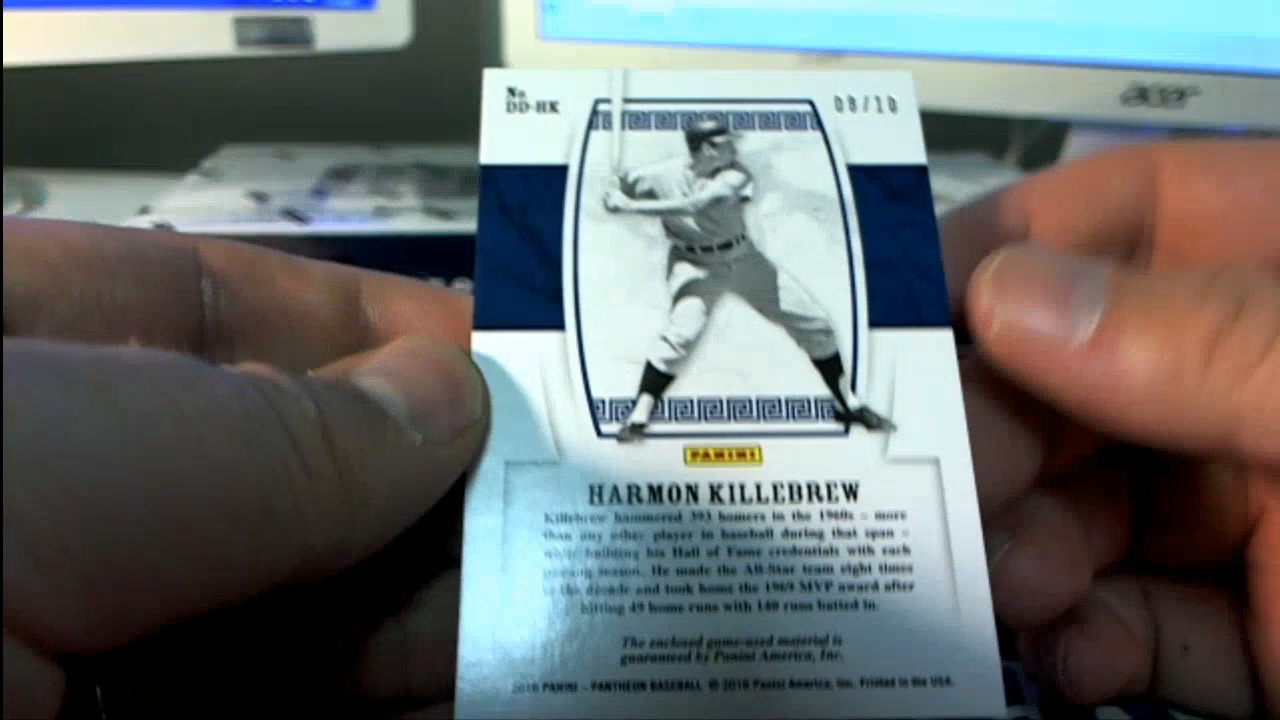 acer
No.
DD-HK
08/10
PANINI
HARMON KILLEBREW
Killebrew hammered 393 homers in the 1960s – more
than any other player in baseball during that span –
while building his Hall of Fame credentials with each
passing season. He made the All-Star team eight times
in the decade and took home the 1969 MVP award after
hitting 49 home runs with 140 runs batted in.
The enclosed game-used material is
guaranteed by Panini America, Inc.
2016 PANINI – PANTHEON BASEBALL © 2016 Panini America, Inc. Printed in the USA.